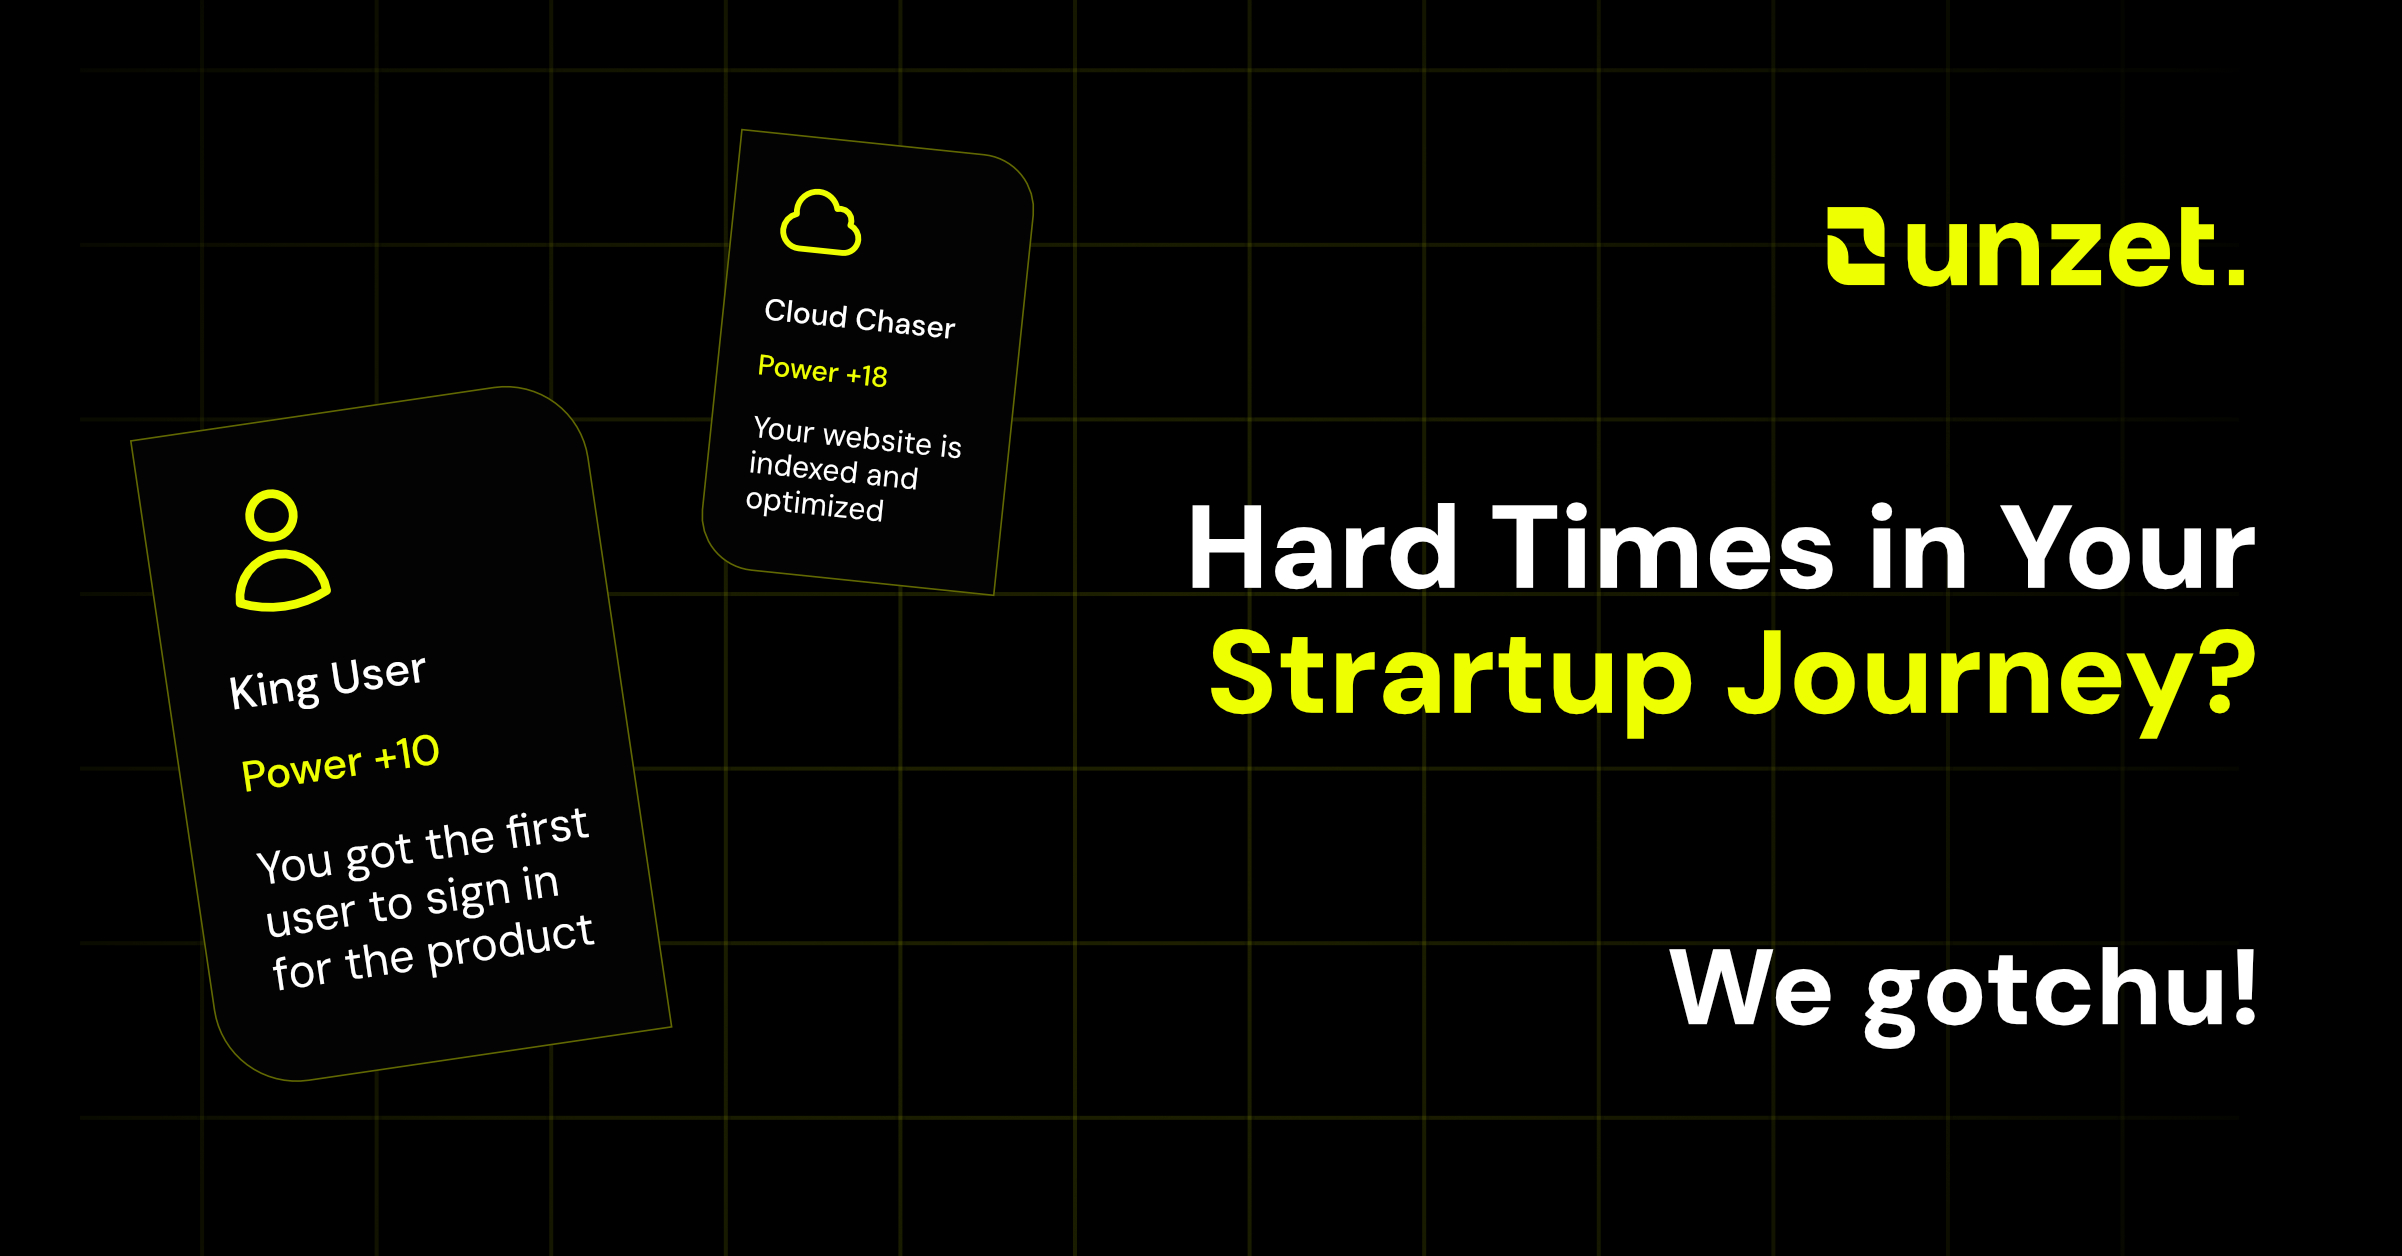 Cloud Chaser
Power +18
Your website is
indexed and
optimized
King User
Power +10
You got the first
user to sign in
for the product
unzet.
Hard Times in Your
Strartup Journey?
We gotchu!